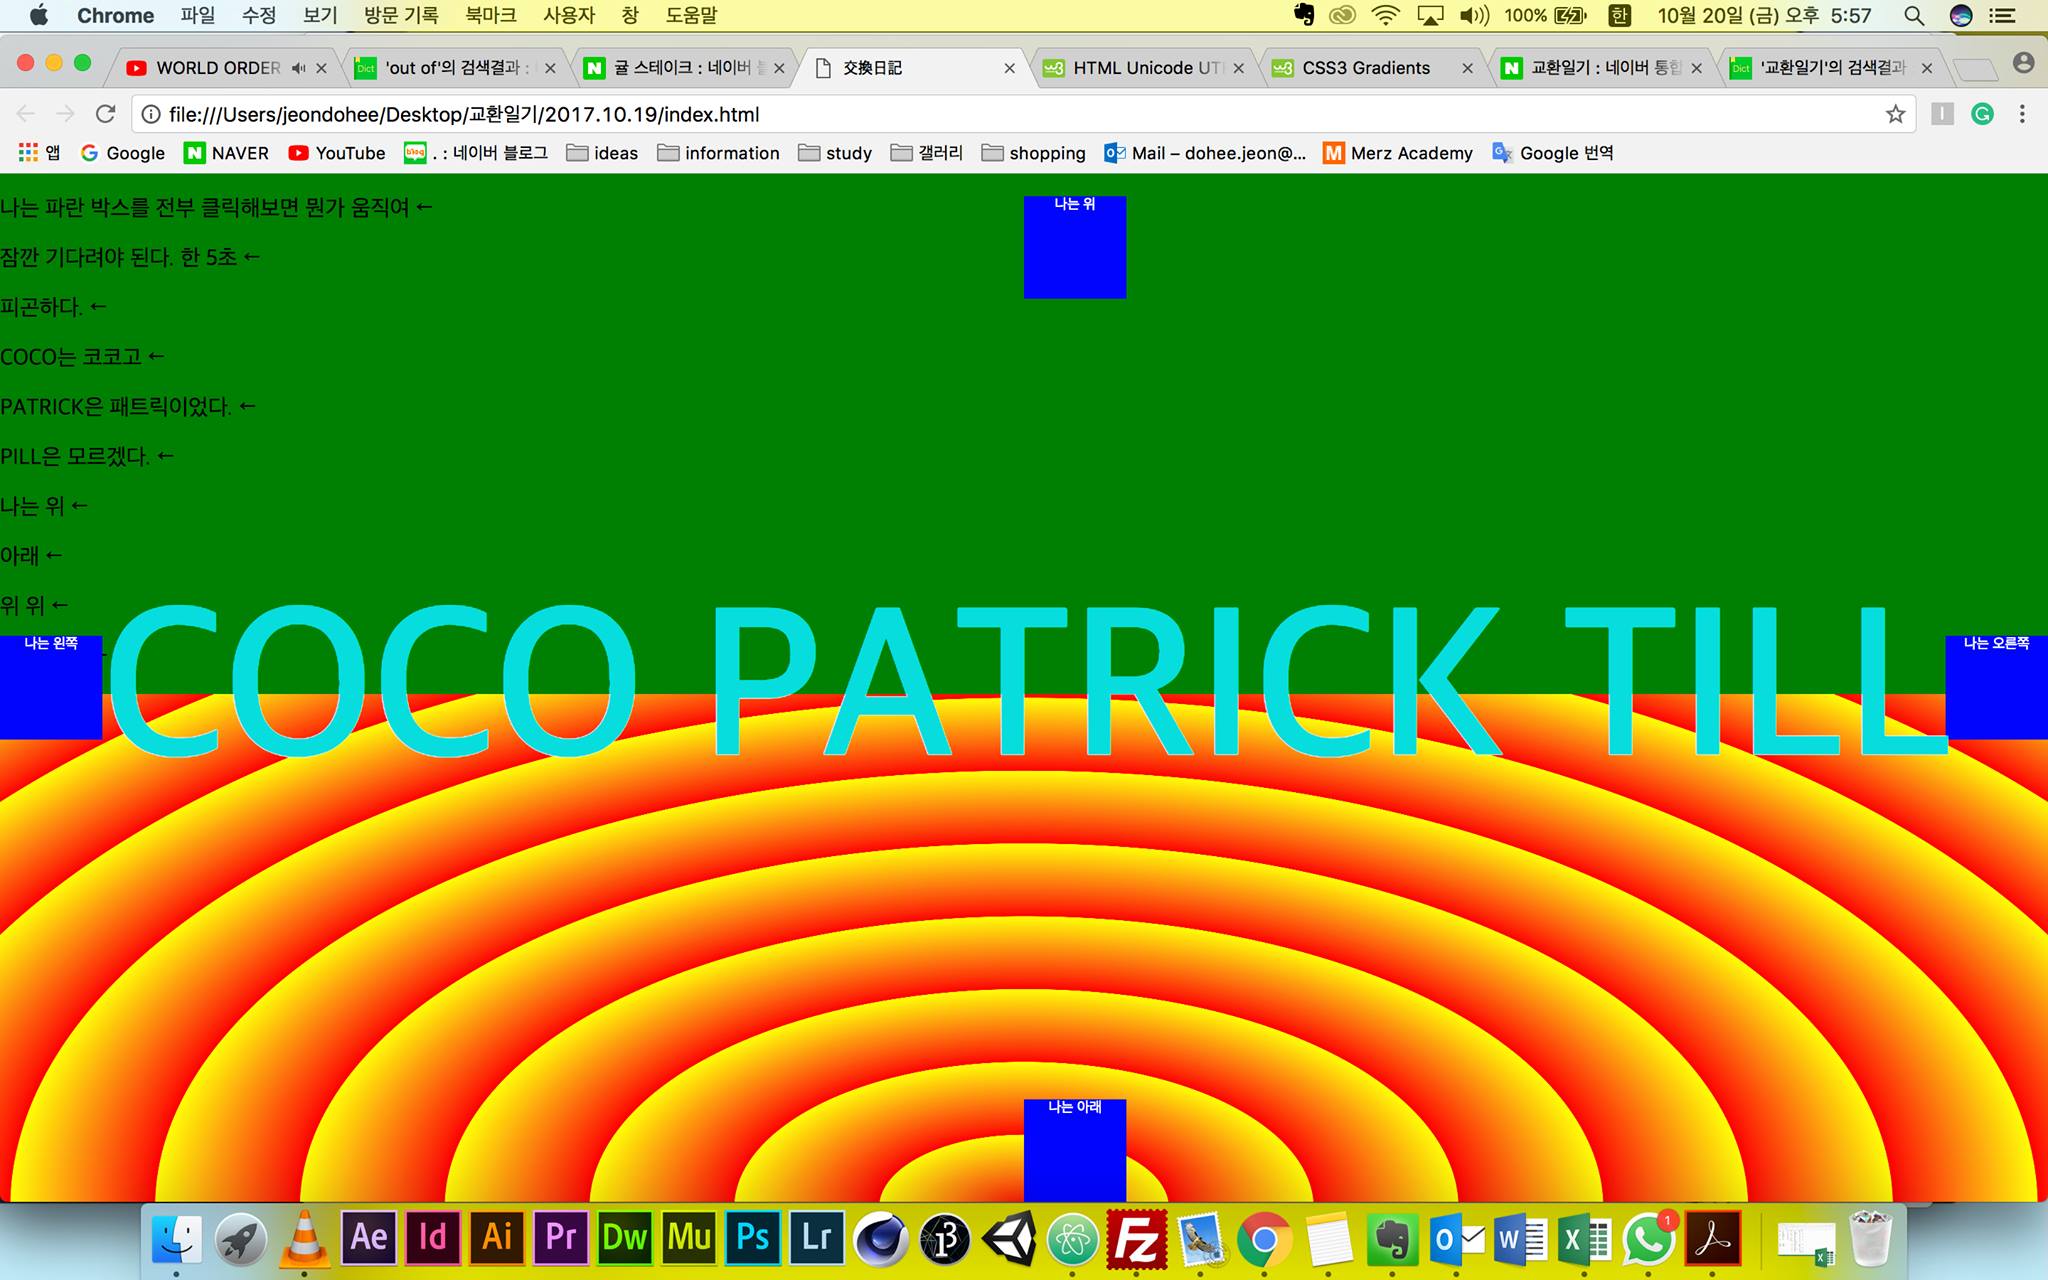 Chrome 파일 수정 보기 방문 기록 북마크 사용자 창 도움말 100% 한 10월 20일 (금) 오후 5:57
WORLD ORDER 'out of'의 검색결과 : 귤 스테이크 : 네이버 交換日記 HTML Unicode UTF CSS3 Gradients 교환일기 : 네이버 통합 '교환일기'의 검색결과
file:///Users/jeondohee/Desktop/교환일기/2017.10.19/index.html
앱 Google NAVER YouTube . : 네이버 블로그 ideas information study 갤러리 shopping Mail – dohee.jeon@... Merz Academy Google 번역
나는 파란 박스를 전부 클릭해보면 뭔가 움직여 ←
나는 위
잠깐 기다려야 된다. 한 5초 ←
피곤하다. ←
COCO는 코코고 ←
PATRICK은 패트릭이었다. ←
PILL은 모르겠다. ←
나는 위 ←
아래 ←
위 위 ←
나는 왼쪽
COCO PATRICK TILL
나는 오른쪽
나는 아래
Ae Id Ai Pr Dw Mu Ps Lr 13 Fz 1